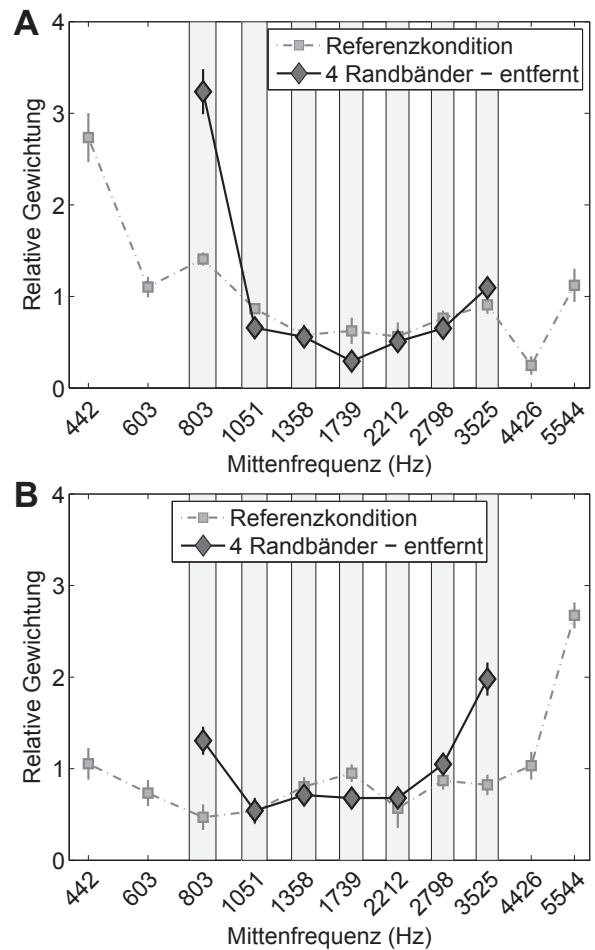 A
4
Referenzkondition
4 Randbänder − entfernt
3
2
1
0
Relative Gewichtung
442 603 803 1051 1358 1739 2212 2798 3525 4426 5544
Mittenfrequenz (Hz)
B
4
Referenzkondition
4 Randbänder − entfernt
3
2
1
0
Relative Gewichtung
442 603 803 1051 1358 1739 2212 2798 3525 4426 5544
Mittenfrequenz (Hz)